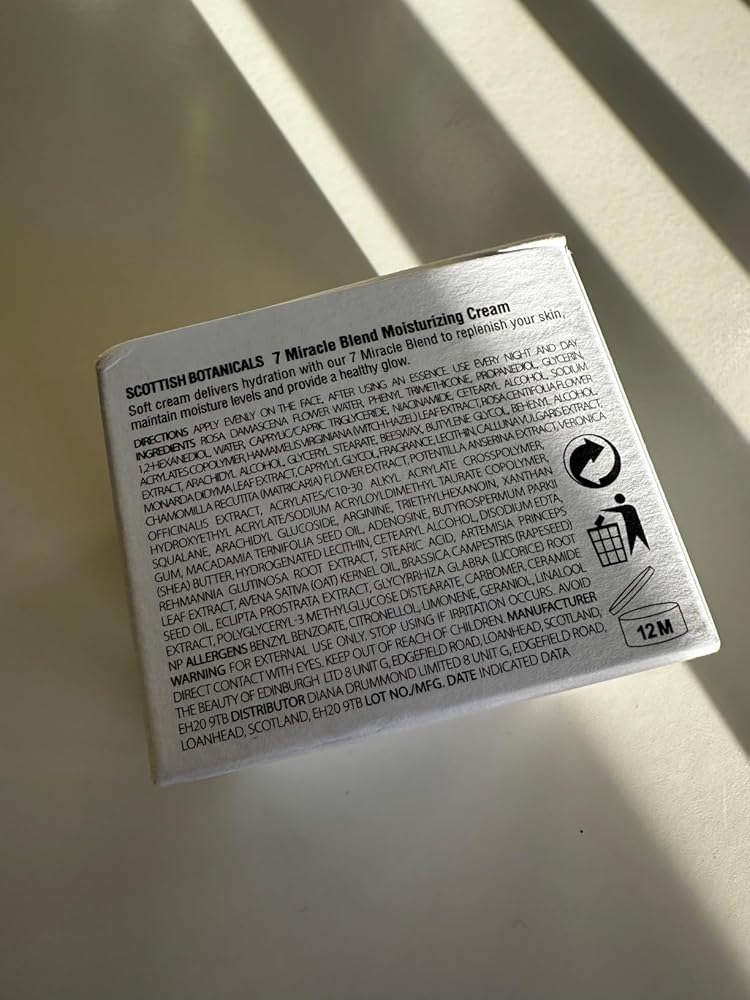 SCOTTISH BOTANICALS 7 Miracle Blend Moisturizing Cream
Soft cream delivers hydration with our 7 Miracle Blend to replenish your skin,
maintain moisture levels and provide a healthy glow.
DIRECTIONS APPLY EVENLY ON THE FACE, AFTER USING AN ESSENCE. USE EVERY NIGHT AND DAY
INGREDIENTS ROSA DAMASCENA FLOWER WATER, PHENYL TRIMETHICONE, PROPANEDIOL, GLYCERIN,
1,2-HEXANEDIOL, WATER, CAPRYLIC/CAPRIC TRIGLYCERIDE, NIACINAMIDE, CETEARYL ALCOHOL, SODIUM
ACRYLATES COPOLYMER, HAMAMELIS VIRGINIANA (WITCH HAZEL) LEAF EXTRACT, ROSA CENTIFOLIA FLOWER
EXTRACT, ARACHIDYL ALCOHOL, GLYCERYL STEARATE, BEESWAX, BUTYLENE GLYCOL, BEHENYL ALCOHOL,
MONARDA DIDYMA LEAF EXTRACT, CAPRYLYL GLYCOL, FRAGRANCE, LECITHIN, CALLUNA VULGARIS EXTRACT,
CHAMOMILLA RECUTITA (MATRICARIA) FLOWER EXTRACT, POTENTILLA ANSERINA EXTRACT, VERONICA
OFFICINALIS EXTRACT, ACRYLATES/C10-30 ALKYL ACRYLATE CROSSPOLYMER,
HYDROXYETHYL ACRYLATE/SODIUM ACRYLOYLDIMETHYL TAURATE COPOLYMER,
SQUALANE, ARACHIDYL GLUCOSIDE, ARGININE, TRIETHYLHEXANOIN, XANTHAN
GUM, MACADAMIA TERNIFOLIA SEED OIL, ADENOSINE, BUTYROSPERMUM PARKII
(SHEA) BUTTER, HYDROGENATED LECITHIN, CETEARYL ALCOHOL, DISODIUM EDTA,
REHMANNIA GLUTINOSA ROOT EXTRACT, STEARIC ACID, ARTEMISIA PRINCEPS
LEAF EXTRACT, AVENA SATIVA (OAT) KERNEL OIL, BRASSICA CAMPESTRIS (RAPESEED)
SEED OIL, ECLIPTA PROSTRATA EXTRACT, GLYCYRRHIZA GLABRA (LICORICE) ROOT
EXTRACT, POLYGLYCERYL-3 METHYLGLUCOSE DISTEARATE, CARBOMER, CERAMIDE
NP ALLERGENS BENZYL BENZOATE, CITRONELLOL, LIMONENE, GERANIOL, LINALOOL
WARNING FOR EXTERNAL USE ONLY. STOP USING IF IRRITATION OCCURS. AVOID
DIRECT CONTACT WITH EYES. KEEP OUT OF REACH OF CHILDREN. MANUFACTURER
THE BEAUTY OF EDINBURGH LTD 8 UNIT G, EDGEFIELD ROAD, LOANHEAD, SCOTLAND,
EH20 9TB DISTRIBUTOR DIANA DRUMMOND LIMITED 8 UNIT G, EDGEFIELD ROAD,
LOANHEAD, SCOTLAND, EH20 9TB LOT NO./MFG. DATE INDICATED DATA
12M